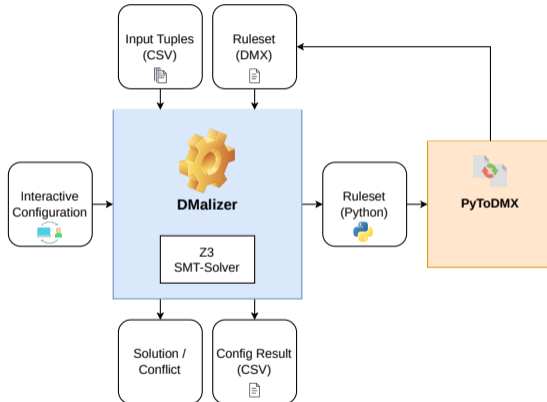 Input Tuples
(CSV)
Ruleset
(DMX)
Interactive
Configuration
DMalizer
Z3
SMT-Solver
Ruleset
(Python)
PyToDMX
Solution /
Conflict
Config Result
(CSV)